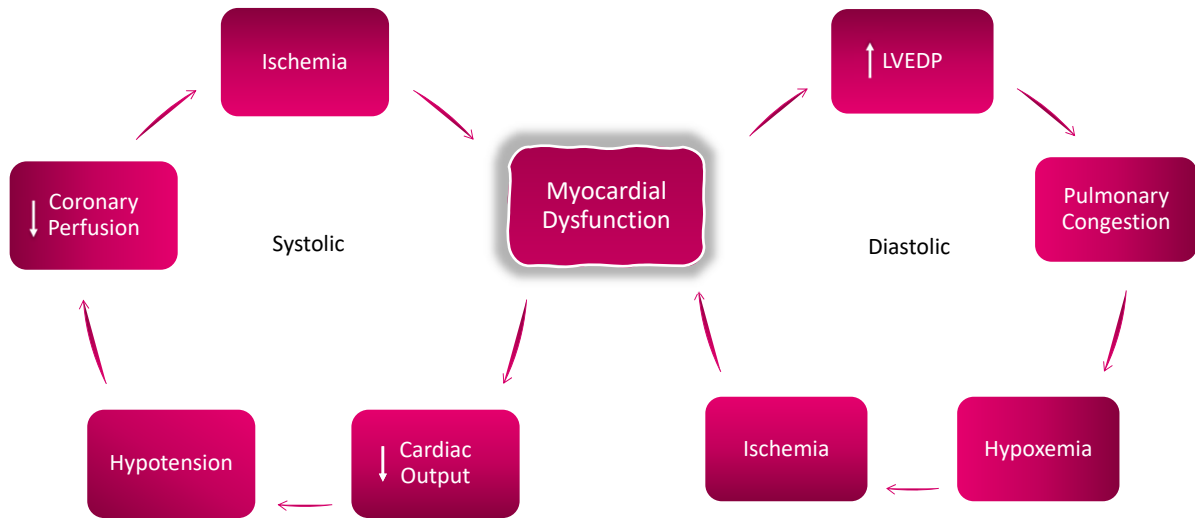 Ischemia
↑ LVEDP
Myocardial
Dysfunction
↓ Coronary
Perfusion
Pulmonary
Congestion
Systolic
Diastolic
Hypotension
↓ Cardiac
Output
Ischemia
Hypoxemia